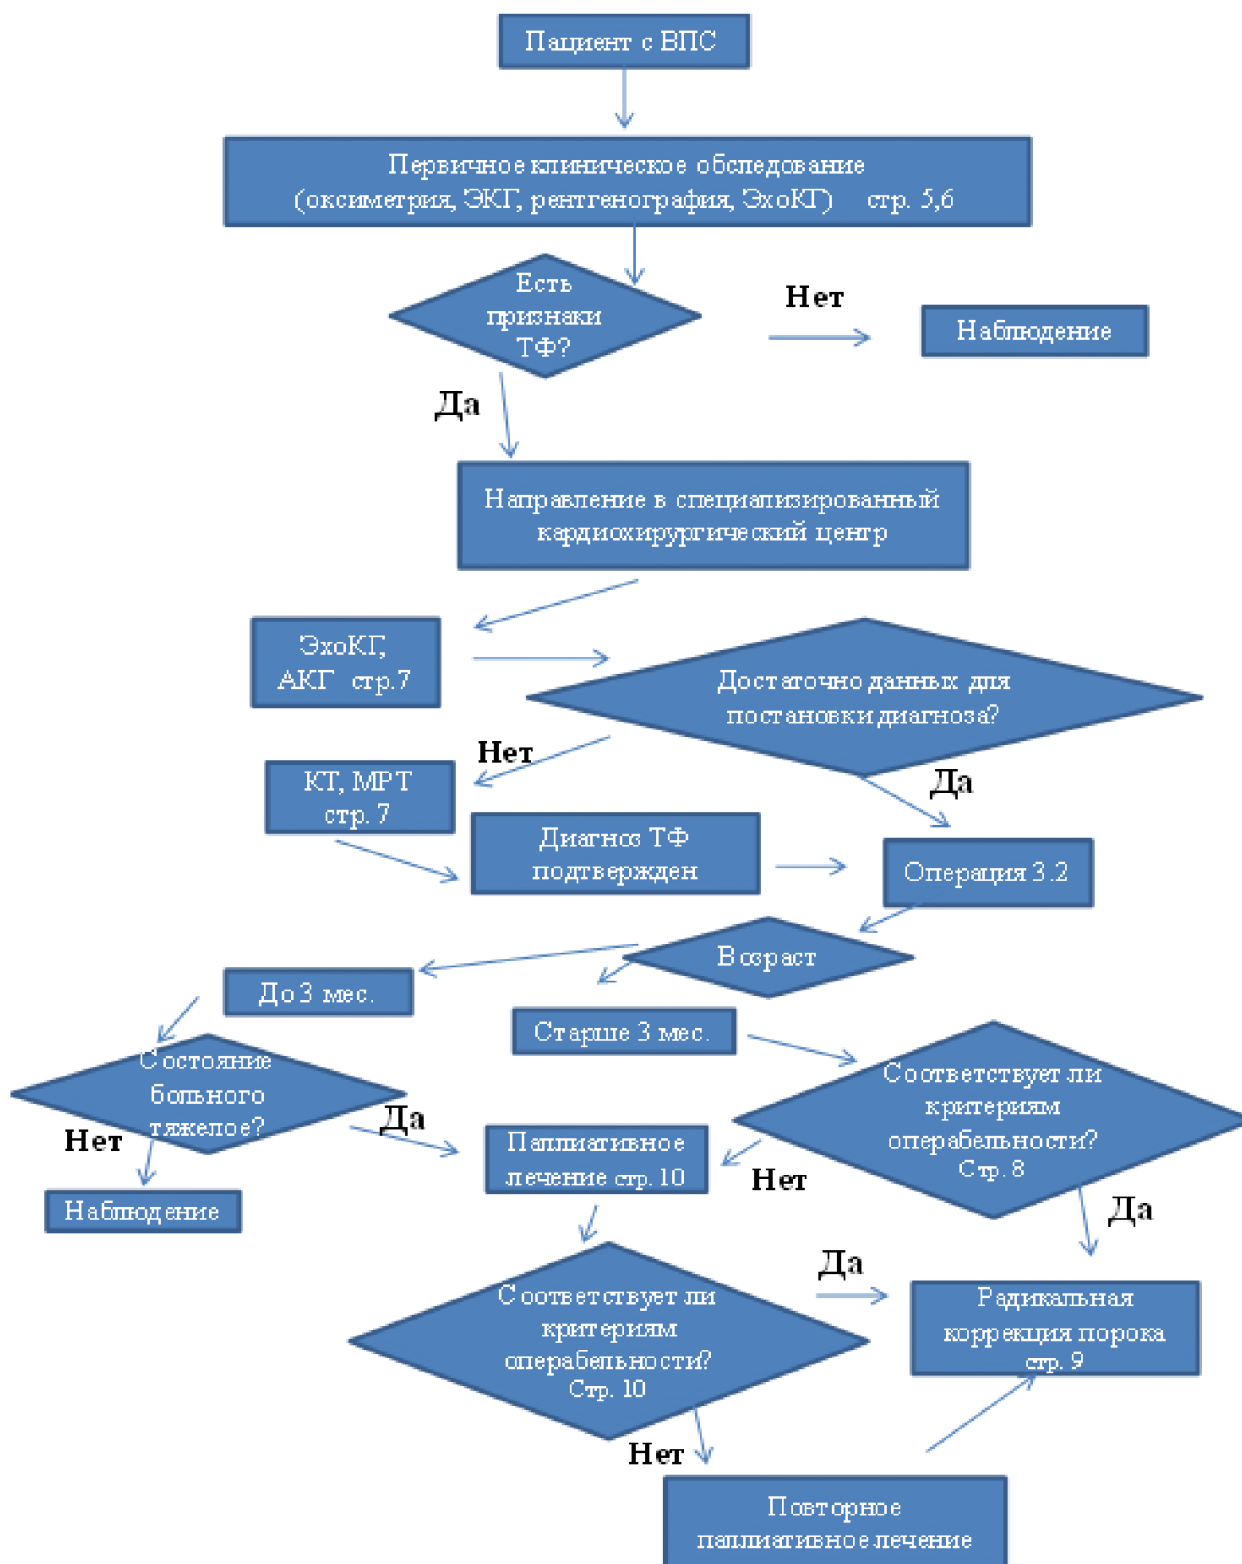 Пациент с ВПС
Первичное клиническое обследование
(оксиметрия, ЭКГ, рентгенография, ЭхоКГ) стр. 5,6
Есть
признаки
ТФ?
Нет
Наблюдение
Да
Направление в специализированный
кардиохирургический центр
ЭхоКГ,
АКГ стр.7
Достаточно данных для
постановки диагноза?
Нет
КТ, МРТ
стр. 7
Да
Диагноз ТФ
подтвержден
Операция 3.2
Возраст
До 3 мес.
Старше 3 мес.
Состояние
больного
тяжелое?
Нет
Да
Наблюдение
Паллиативное
лечение стр. 10
Соответствует ли
критериям
операбельности?
Стр. 8
Нет
Да
Соответствует ли
критериям
операбельности?
Стр. 10
Да
Радикальная
коррекция порока
стр. 9
Нет
Повторное
паллиативное лечение